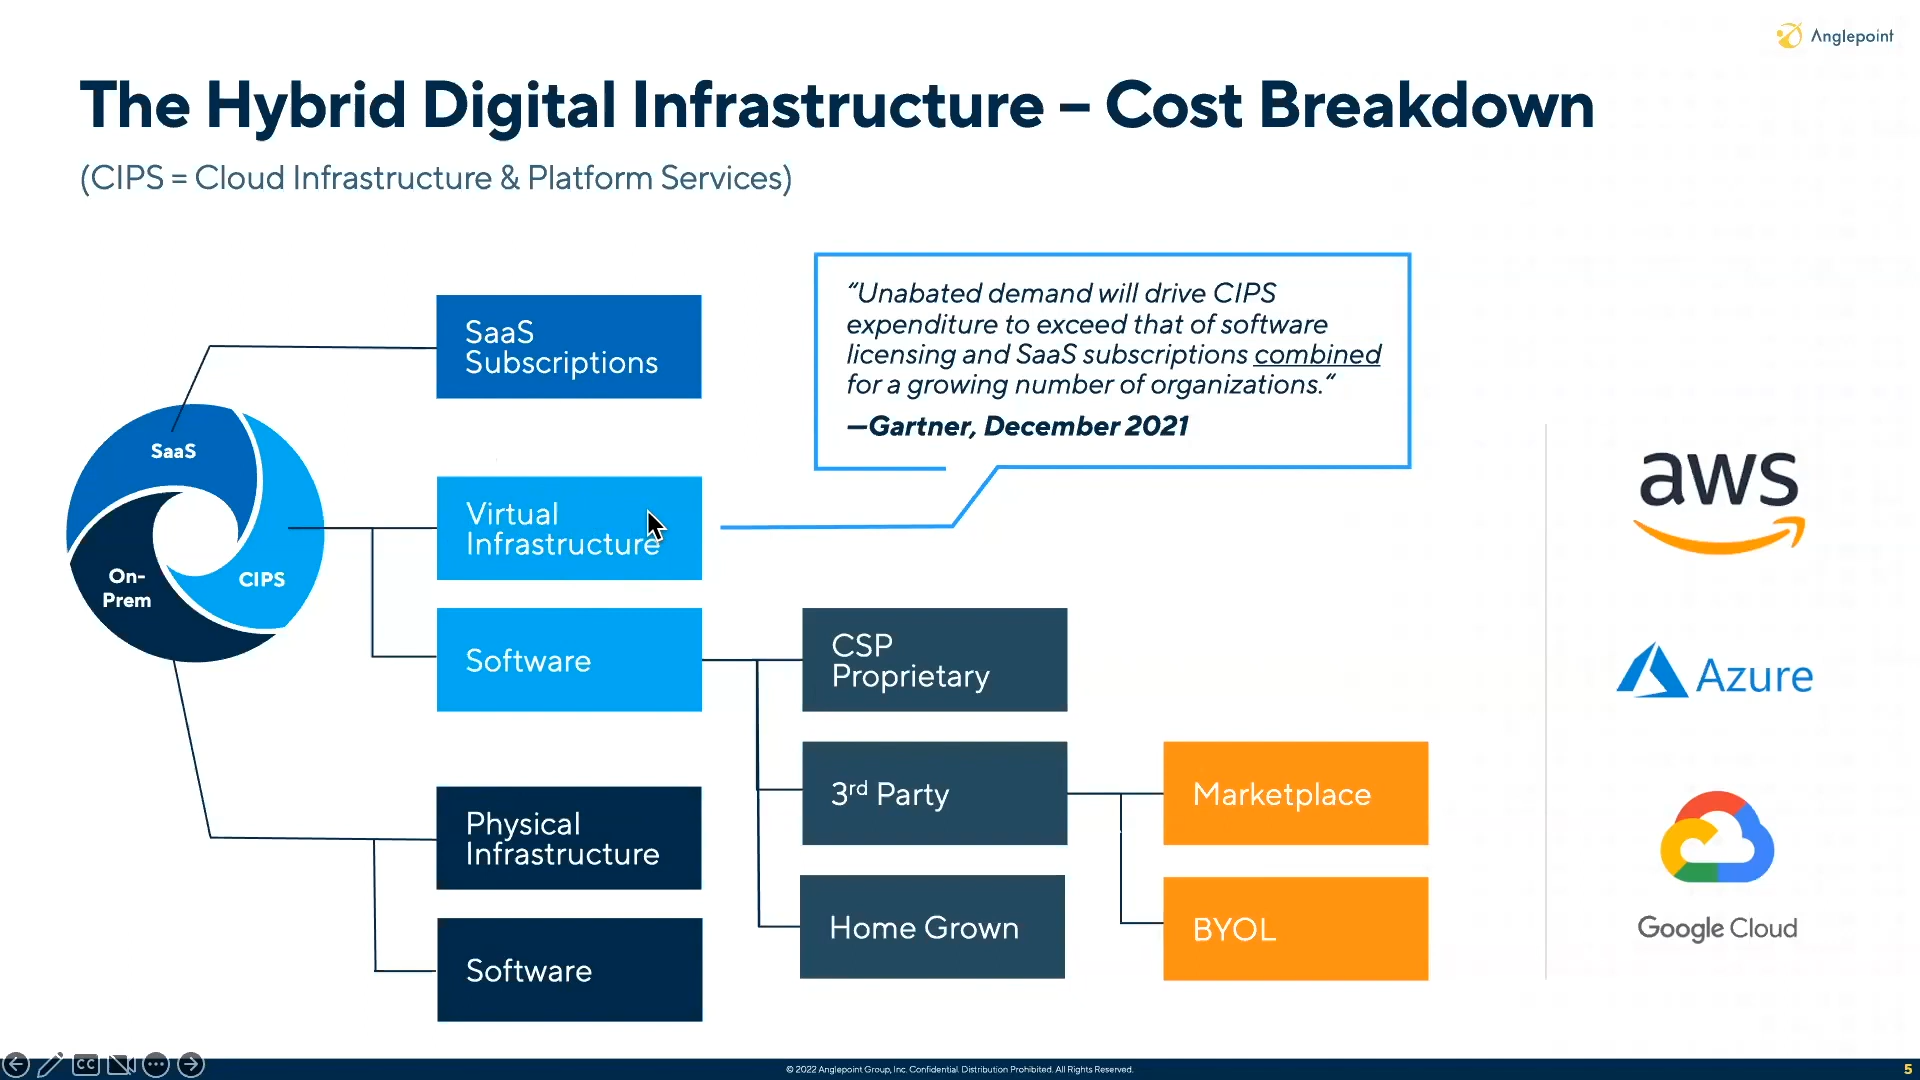 Anglepoint
The Hybrid Digital Infrastructure – Cost Breakdown
(CIPS = Cloud Infrastructure & Platform Services)
“Unabated demand will drive CIPS
expenditure to exceed that of software
licensing and SaaS subscriptions combined
for a growing number of organizations.“
—Gartner, December 2021
SaaS
Subscriptions
SaaS
On-
Prem
CIPS
Virtual
Infrastructure
Software
CSP
Proprietary
3rd Party
Home Grown
Marketplace
BYOL
Physical
Infrastructure
Software
aws
Azure
Google Cloud
CC
© 2022 Anglepoint Group, Inc. Confidential. Distribution Prohibited. All Rights Reserved.
5